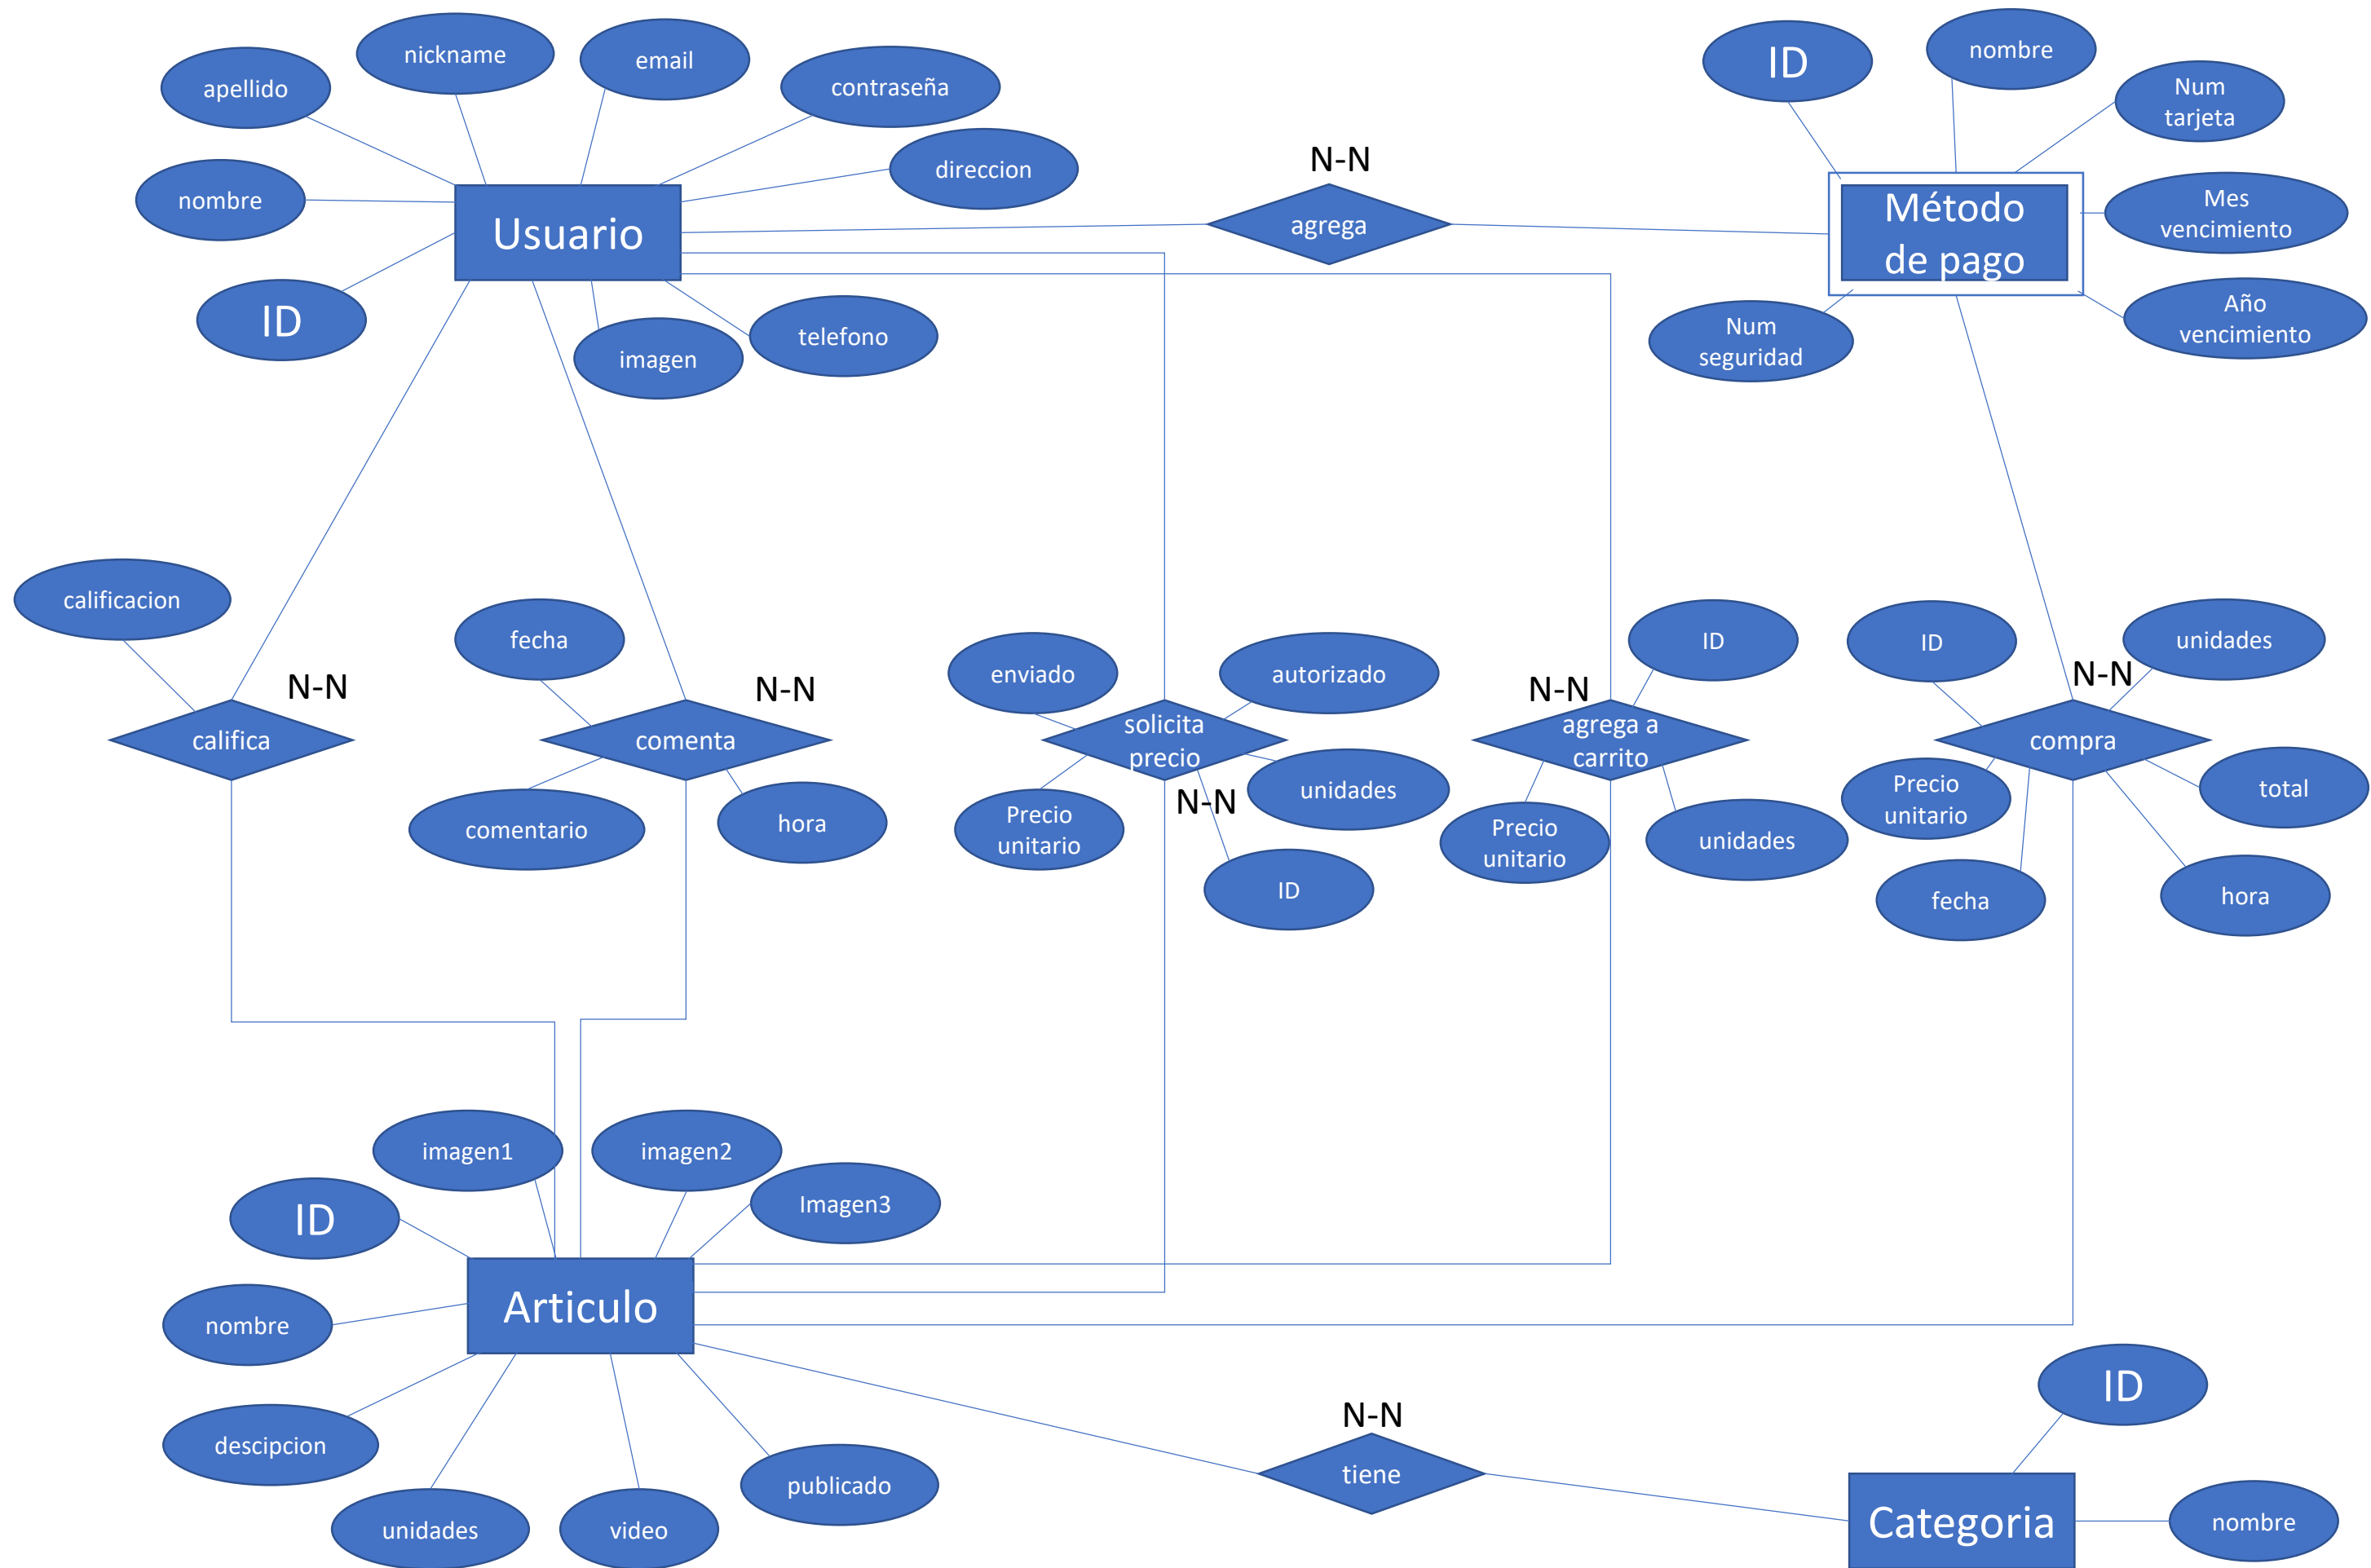 nickname
email
apellido
contraseña
direccion
nombre
Usuario
ID
imagen
telefono
N-N
agrega
ID
nombre
Num
tarjeta
Método
de pago
Mes
vencimiento
Año
vencimiento
Num
seguridad
calificacion
N-N
califica
fecha
N-N
comenta
comentario
hora
enviado
autorizado
solicita
precio
Precio
unitario
N-N
unidades
ID
ID
N-N
agrega a
carrito
Precio
unitario
unidades
ID
unidades
N-N
compra
Precio
unitario
total
fecha
hora
imagen1
imagen2
Imagen3
ID
Articulo
nombre
descipcion
unidades
video
publicado
N-N
tiene
ID
Categoria
nombre